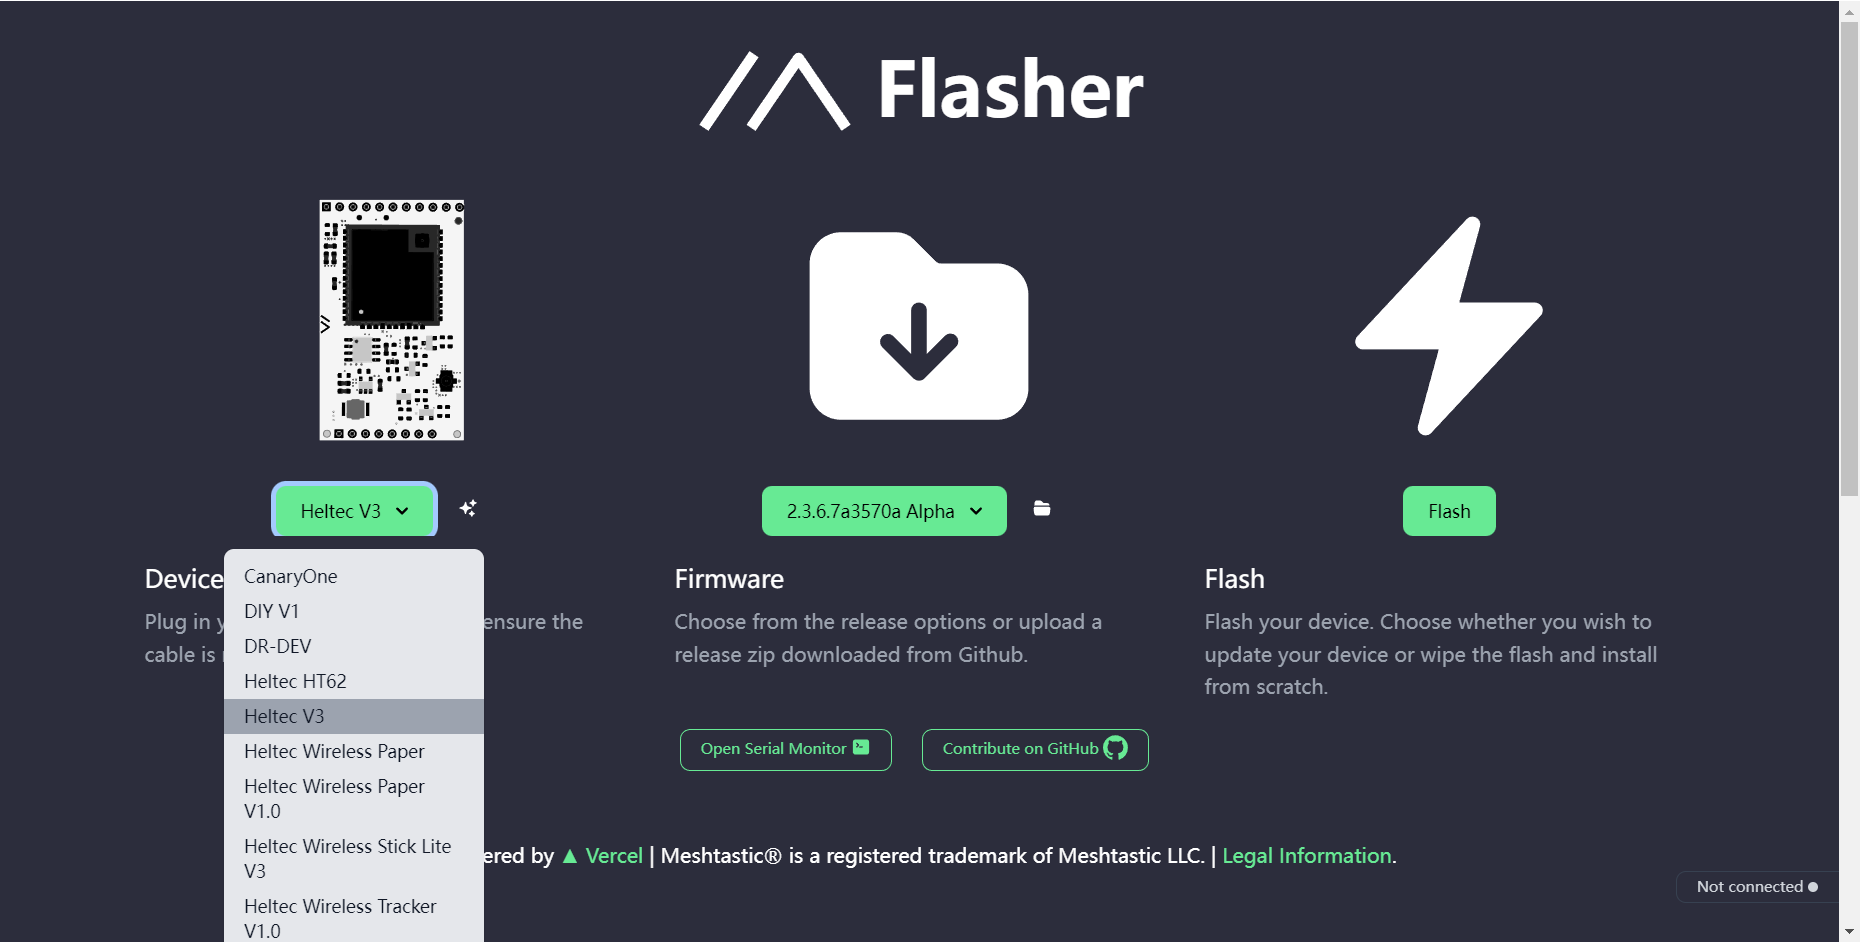 Flasher
Heltec V3
2.3.6.7a3570a Alpha
Flash
Device
Plug in
ensure the
cable is
CanaryOne
DIY V1
DR-DEV
Heltec HT62
Heltec V3
Heltec Wireless Paper
Heltec Wireless Paper
V1.0
Heltec Wireless Stick Lite
V3
Heltec Wireless Tracker
V1.0
Firmware
Choose from the release options or upload a
release zip downloaded from Github.
Flash
Flash your device. Choose whether you wish to
update your device or wipe the flash and install
from scratch.
Open Serial Monitor
Contribute on GitHub
ered by ▲ Vercel | Meshtastic® is a registered trademark of Meshtastic LLC. | Legal Information.
Not connected